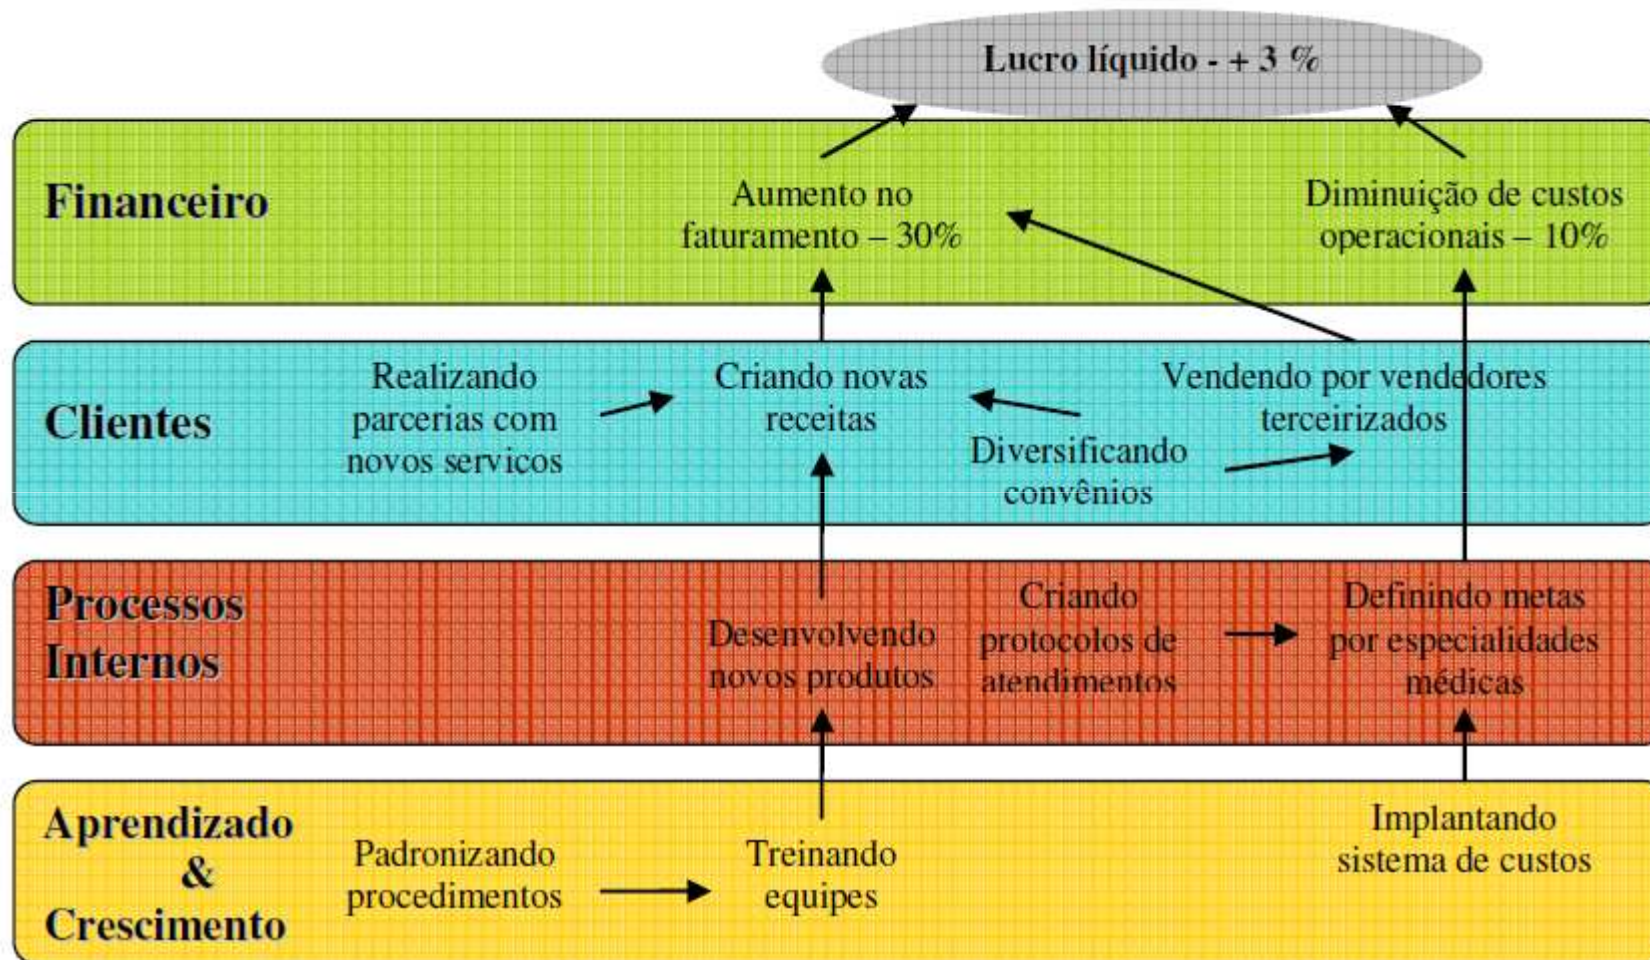 Lucro líquido - + 3 %
Financeiro
Aumento no
faturamento – 30%
Diminuição de custos
operacionais – 10%
Clientes
Realizando
parcerias com
novos servicos
Criando novas
receitas
Diversificando
convênios
Vendendo por vendedores
terceirizados
Processos
Internos
Desenvolvendo
novos produtos
Criando
protocolos de
atendimentos
Definindo metas
por especialidades
médicas
Aprendizado
&
Crescimento
Padronizando
procedimentos
Treinando
equipes
Implantando
sistema de custos